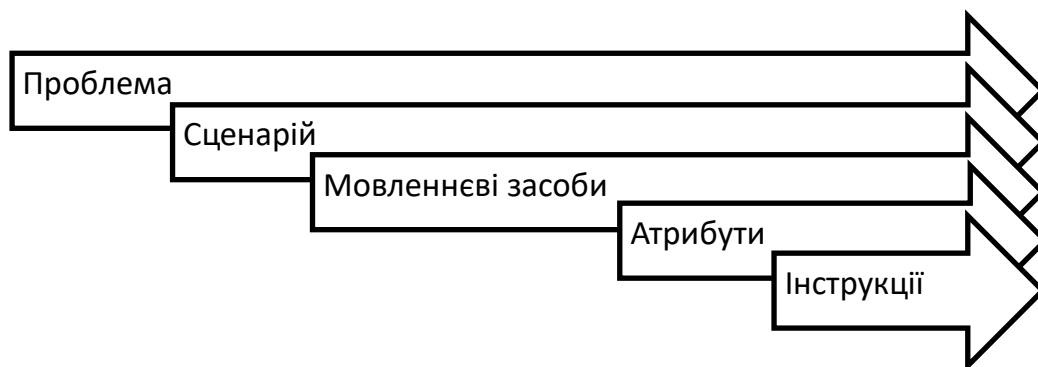 Проблема
Сценарій
Мовленнєві засоби
Атрибути
Інструкції